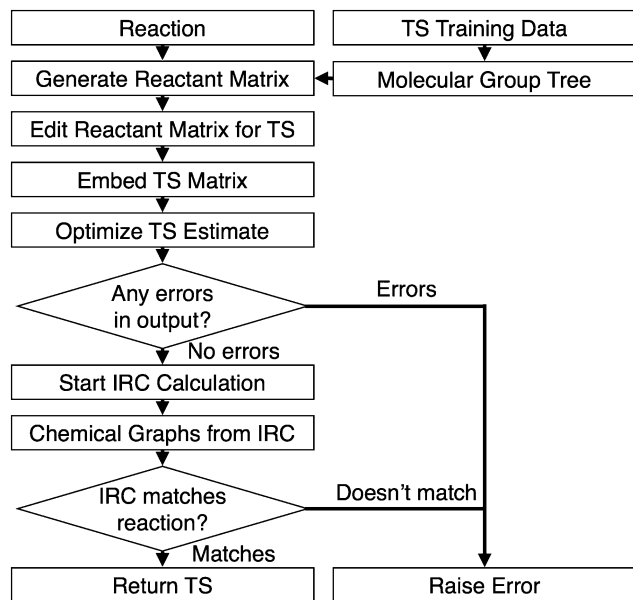 Reaction
TS Training Data
Generate Reactant Matrix
Molecular Group Tree
Edit Reactant Matrix for TS
Embed TS Matrix
Optimize TS Estimate
Any errors
in output?
Errors
No errors
Start IRC Calculation
Chemical Graphs from IRC
IRC matches
reaction?
Doesn't match
Matches
Return TS
Raise Error